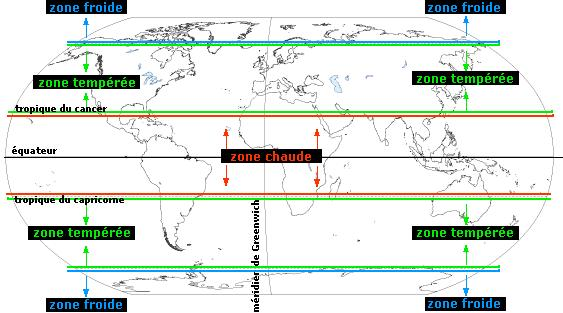 zone froide
zone froide
zone tempérée
zone tempérée
tropique du cancer
équateur
zone chaude
tropique du capricorne
zone tempérée
zone tempérée
méridien de Greenwich
zone froide
zone froide